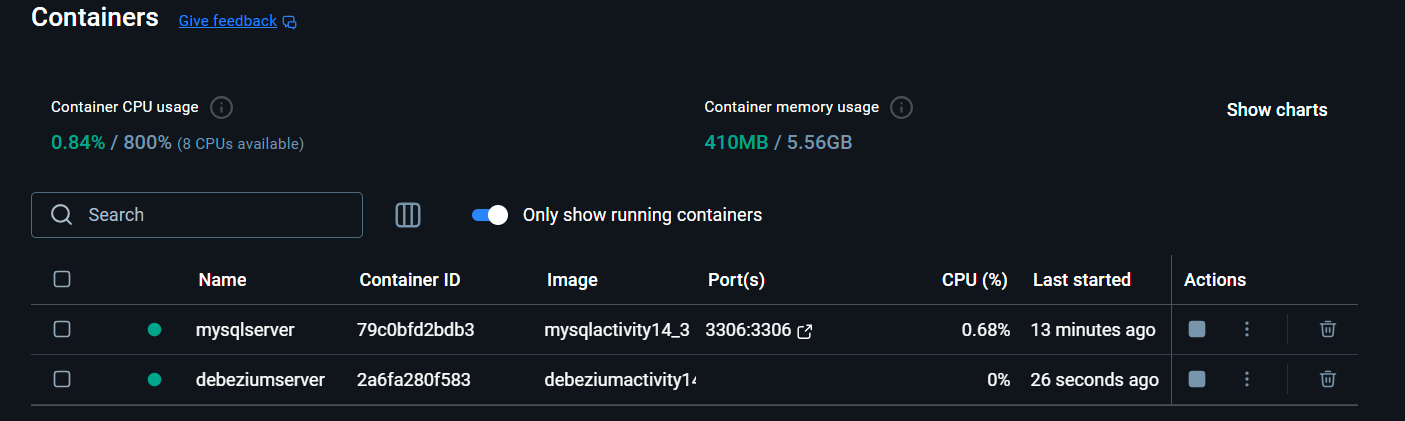 Containers Give feedback
Container CPU usage
0.84% / 800% (8 CPUs available)
Container memory usage
410MB / 5.56GB
Show charts
Search
Only show running containers
Name Container ID Image Port(s) CPU (%) Last started Actions
mysqlserver 79c0bfd2bdb3 mysqlactivity14_3 3306:3306 0.68% 13 minutes ago
debeziumserver 2a6fa280f583 debeziumactivity14 0% 26 seconds ago